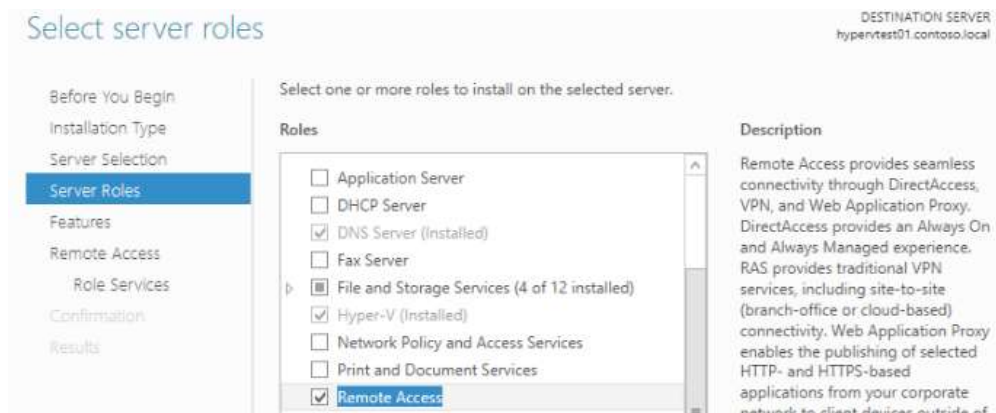 Select server roles
DESTINATION SERVER
hypervtest01.contoso.local
Before You Begin
Installation Type
Server Selection
Server Roles
Features
Remote Access
Role Services
Confirmation
Results
Select one or more roles to install on the selected server.
Roles
Application Server
DHCP Server
DNS Server (Installed)
Fax Server
File and Storage Services (4 of 12 installed)
Hyper-V (Installed)
Network Policy and Access Services
Print and Document Services
Remote Access
Description
Remote Access provides seamless
connectivity through DirectAccess,
VPN, and Web Application Proxy.
DirectAccess provides an Always On
and Always Managed experience.
RAS provides traditional VPN
services, including site-to-site
(branch-office or cloud-based)
connectivity. Web Application Proxy
enables the publishing of selected
HTTP- and HTTPS-based
applications from your corporate
network to client devices outside of